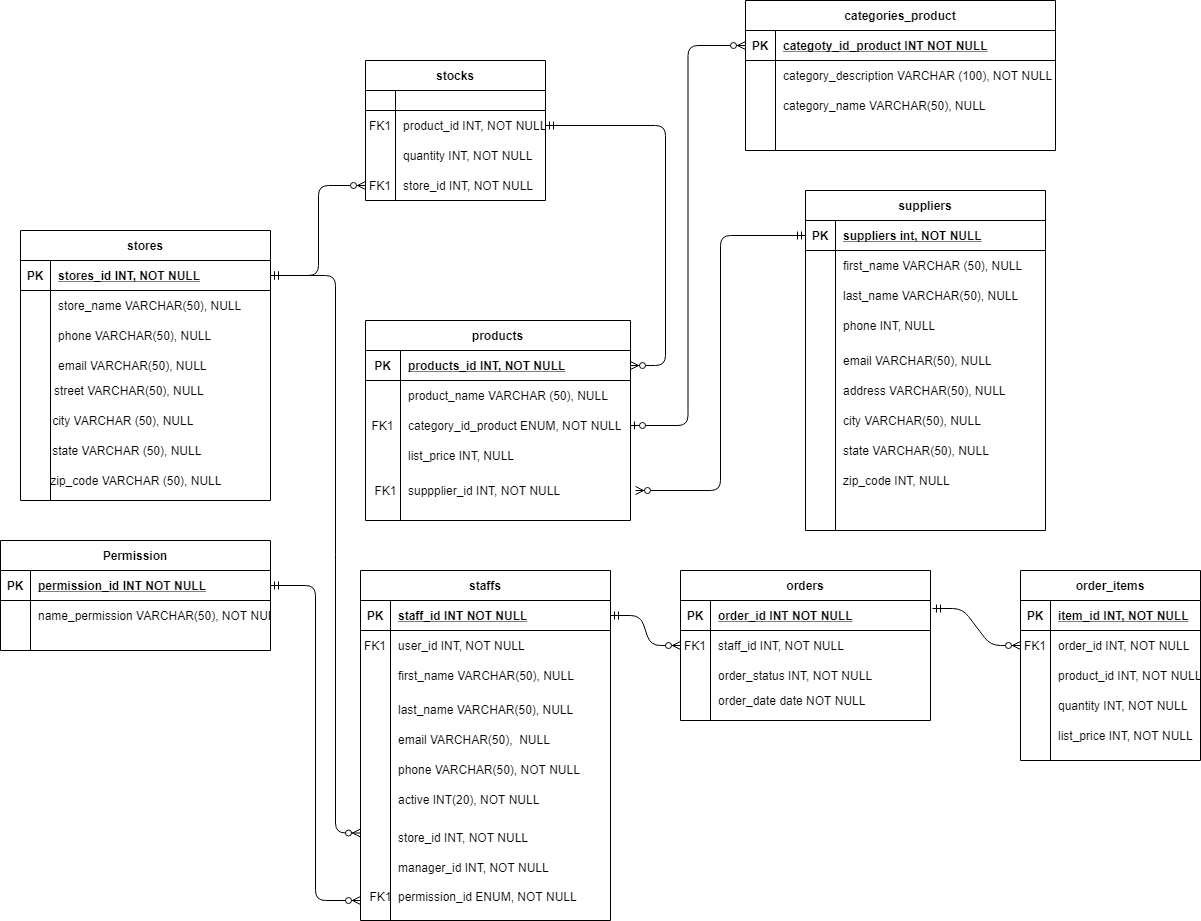 categories_product
PK categoty_id_product INT NOT NULL
category_description VARCHAR (100), NOT NULL
category_name VARCHAR(50), NULL
stocks
FK1 product_id INT, NOT NULL
quantity INT, NOT NULL
FK1 store_id INT, NOT NULL
suppliers
PK suppliers int, NOT NULL
first_name VARCHAR (50), NULL
last_name VARCHAR(50), NULL
phone INT, NULL
email VARCHAR(50), NULL
address VARCHAR(50), NULL
city VARCHAR(50), NULL
state VARCHAR(50), NULL
zip_code INT, NULL
stores
PK stores_id INT, NOT NULL
store_name VARCHAR(50), NULL
phone VARCHAR(50), NULL
email VARCHAR(50), NULL
street VARCHAR(50), NULL
city VARCHAR (50), NULL
state VARCHAR (50), NULL
zip_code VARCHAR (50), NULL
products
PK products_id INT, NOT NULL
product_name VARCHAR (50), NULL
FK1 category_id_product ENUM, NOT NULL
list_price INT, NULL
FK1 suppplier_id INT, NOT NULL
Permission
PK permission_id INT NOT NULL
name_permission VARCHAR(50), NOT NU
staffs
PK staff_id INT NOT NULL
FK1 user_id INT, NOT NULL
first_name VARCHAR(50), NULL
last_name VARCHAR(50), NULL
email VARCHAR(50), NULL
phone VARCHAR(50), NOT NULL
active INT(20), NOT NULL
store_id INT, NOT NULL
manager_id INT, NOT NULL
FK1 permission_id ENUM, NOT NULL
orders
PK order_id INT NOT NULL
FK1 staff_id INT, NOT NULL
order_status INT, NOT NULL
order_date date NOT NULL
order_items
PK item_id INT, NOT NULL
FK1 order_id INT, NOT NULL
product_id INT, NOT NULL
quantity INT, NOT NULL
list_price INT, NOT NULL